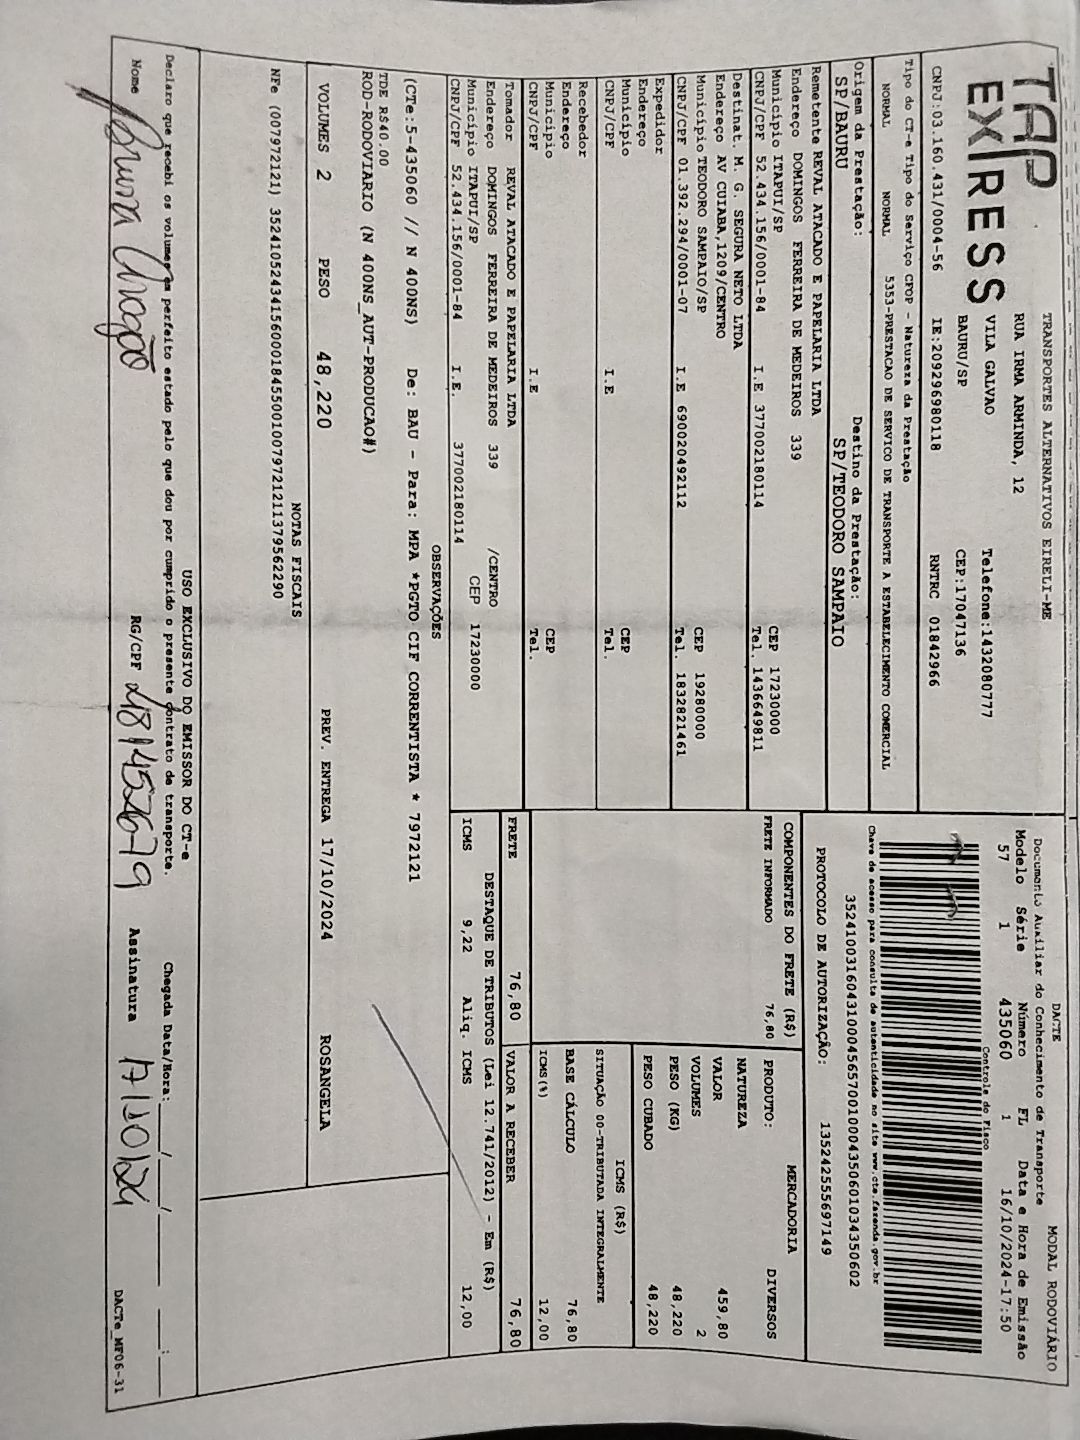 TAP EXPRESS
TRANSPORTES ALTERNATIVOS EIRELI-ME
RUA IRMA ARMINDA, 12
VILA GALVAO
BAURU/SP
Telefone:1432080777
CEP:17047136
CNPJ:03.160.431/0004-56 IE:209296980118 RNTRC 01842966
Tipo do CT-e Tipo do Serviço CFOP - Natureza da Prestação
NORMAL NORMAL 5353-PRESTACAO DE SERVICO DE TRANSPORTE A ESTABELECIMENTO COMERCIAL
Origem da Prestação: Destino da Prestação:
SP/BAURU SP/TEODORO SAMPAIO
Remetente REVAL ATACADO E PAPELARIA LTDA
Endereço DOMINGOS FERREIRA DE MEDEIROS 339
Município ITAPUI/SP CEP 17230000
CNPJ/CPF 52.434.156/0001-84 I.E 377002180114 Tel. 1436649811
Destinat. M. G. SEGURA NETO LTDA
Endereço AV CUIABA,1209/CENTRO
Município TEODORO SAMPAIO/SP CEP 19280000
CNPJ/CPF 01.392.294/0001-07 I.E 690020492112 Tel. 1832821461
Expedidor
Endereço
Município CEP
CNPJ/CPF I.E Tel.
Recebedor
Endereço
Município CEP
CNPJ/CPF I.E Tel.
Tomador REVAL ATACADO E PAPELARIA LTDA
Endereço DOMINGOS FERREIRA DE MEDEIROS 339 /CENTRO
Município ITAPUI/SP CEP 17230000
CNPJ/CPF 52.434.156/0001-84 I.E. 377002180114
DACTE MODAL RODOVIÁRIO
Documento Auxiliar do Conhecimento de Transporte
Modelo Série Número FL Data e Hora de Emissão
57 1 435060 1 16/10/2024-17:50
Controle do Fisco
Chave de acesso para consulta de autenticidade no site www.cte.fazenda.gov.br
35241003160431000456570010004350601034350602
PROTOCOLO DE AUTORIZAÇÃO: 135242555697149
COMPONENTES DO FRETE (R$)
FRETE INFORMADO 76,80
MERCADORIA
PRODUTO: DIVERSOS
NATUREZA
VALOR 459,80
VOLUMES 2
PESO (KG) 48,220
PESO CUBADO 48,220
ICMS (R$)
SITUAÇÃO 00-TRIBUTADA INTEGRALMENTE
BASE CÁLCULO 76,80
ICMS(%) 12,00
FRETE 76,80 VALOR A RECEBER 76,80
DESTAQUE DE TRIBUTOS (Lei 12.741/2012) - Em (R$)
ICMS 9,22 Aliq. ICMS 12,00
OBSERVAÇÕES
(CTe:5-435060 // N 400NS) De: BAU - Para: MPA *PGTO CIF CORRENTISTA * 7972121
TDE R$40.00
ROD-RODOVIARIO (N 400NS_AUT-PRODUCAO#)
VOLUMES 2 PESO 48,220 PREV. ENTREGA 17/10/2024 ROSANGELA
NOTAS FISCAIS
NFe (007972121) 35241052434156000184550010079721211379562290
USO EXCLUSIVO DO EMISSOR DO CT-e
Declaro que recebi os volumes em perfeito estado pelo que dou por cumprido o presente contrato de transporte. Chegada Data/Hora: __/__/__ __:__
Nome RG/CPF Assinatura 17/10/24
DACTe_MF06-31